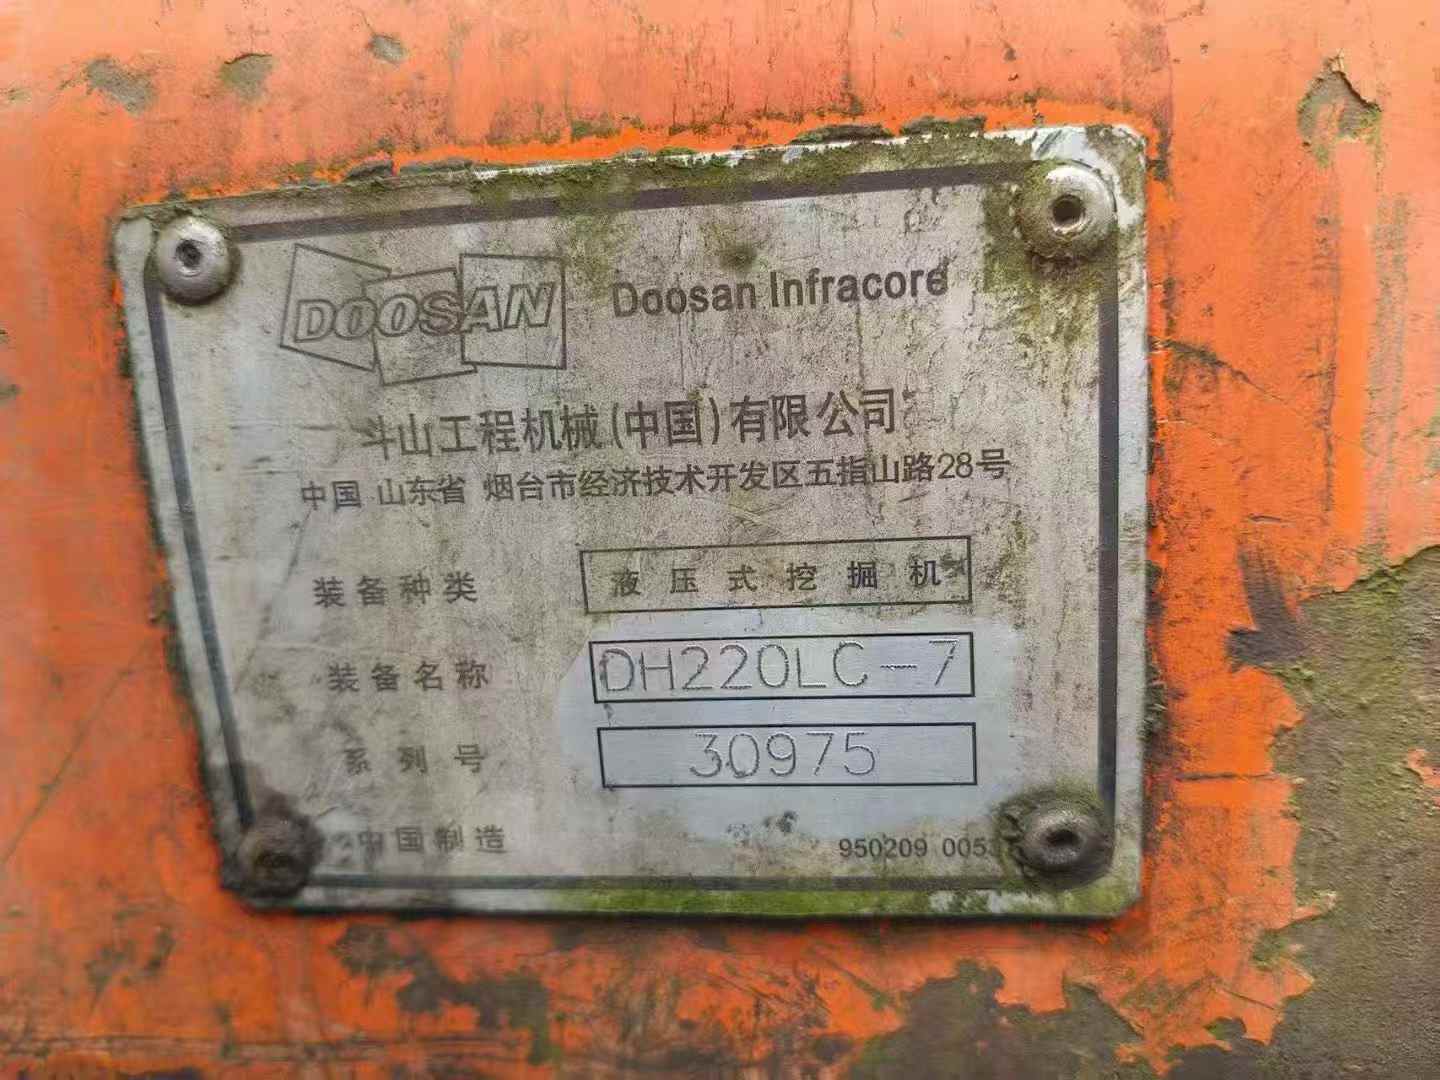 DOOSAN Doosan Infracore
斗山工程机械(中国)有限公司
中国 山东省 烟台市经济技术开发区五指山路28号
装备种类 液压式挖掘机
装备名称 DH220LC-7
系列号 30975
中国制造 950209 005